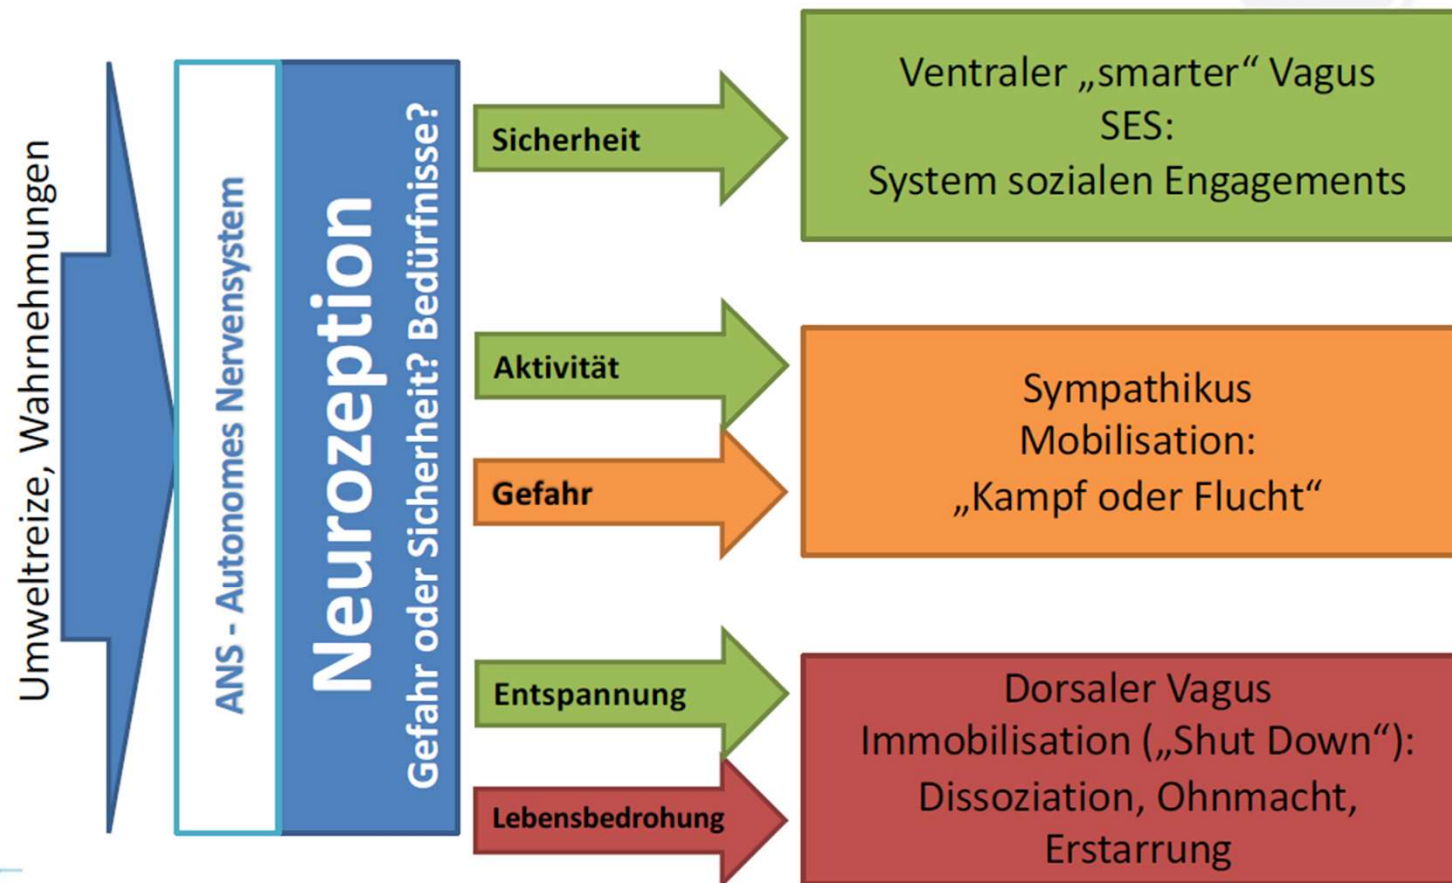 Umweltreize, Wahrnehmungen
ANS - Autonomes Nervensystem
Neurozeption
Gefahr oder Sicherheit? Bedürfnisse?
Sicherheit
Ventraler „smarter“ Vagus
SES:
System sozialen Engagements
Aktivität
Gefahr
Sympathikus
Mobilisation:
„Kampf oder Flucht“
Entspannung
Lebensbedrohung
Dorsaler Vagus
Immobilisation („Shut Down“):
Dissoziation, Ohnmacht,
Erstarrung